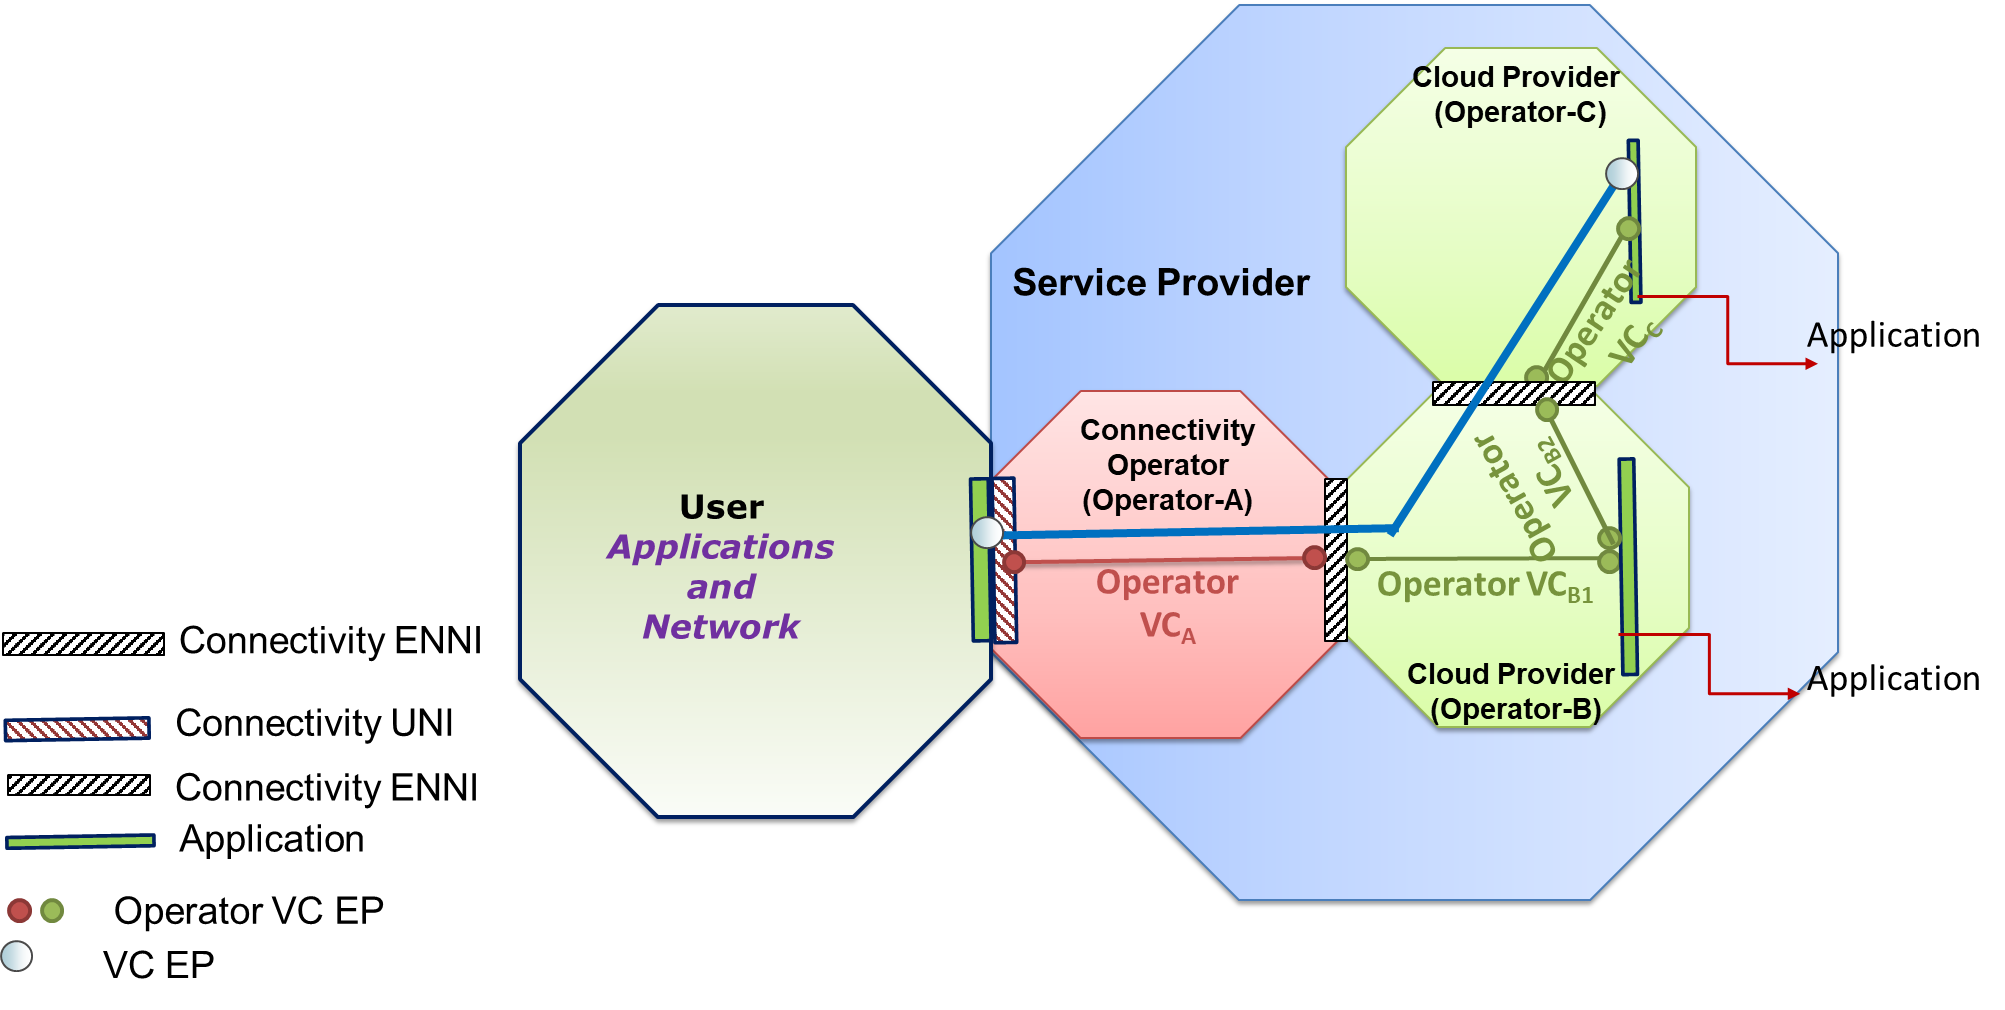 Cloud Provider
(Operator-C)
Service Provider
Operator
VCC
Application
Connectivity
Operator
(Operator-A)
Operator
VCB2
User
Applications
and
Network
Operator
VCA
Operator VCB1
Cloud Provider
(Operator-B)
Application
Connectivity ENNI
Connectivity UNI
Connectivity ENNI
Application
Operator VC EP
VC EP